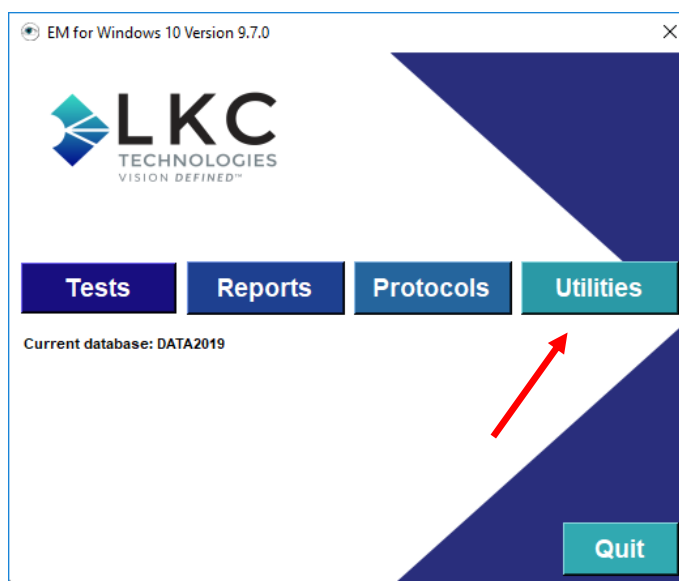 EM for Windows 10 Version 9.7.0
LKC
TECHNOLOGIES
VISION DEFINED™
Tests Reports Protocols Utilities
Current database: DATA2019
Quit